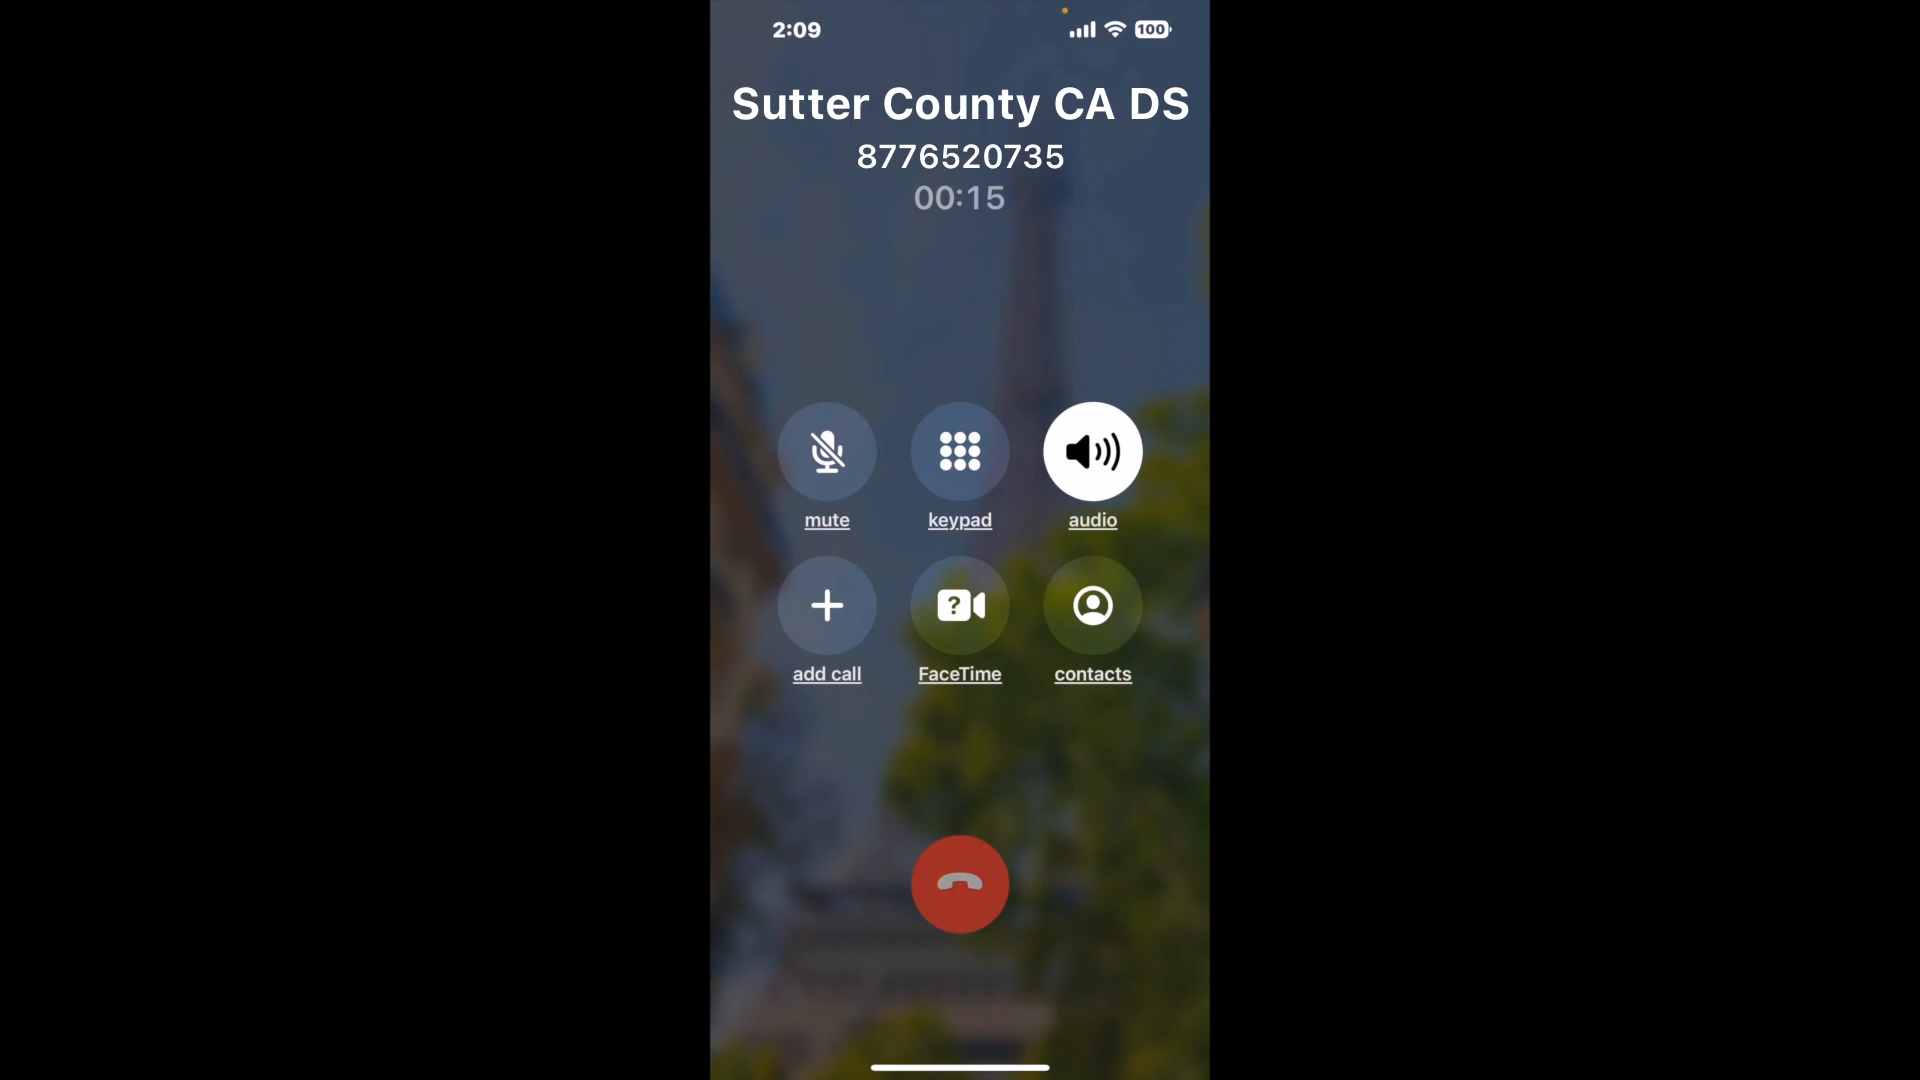 2:09
100
Sutter County CA DS
8776520735
00:15
mute
keypad
audio
add call
FaceTime
contacts